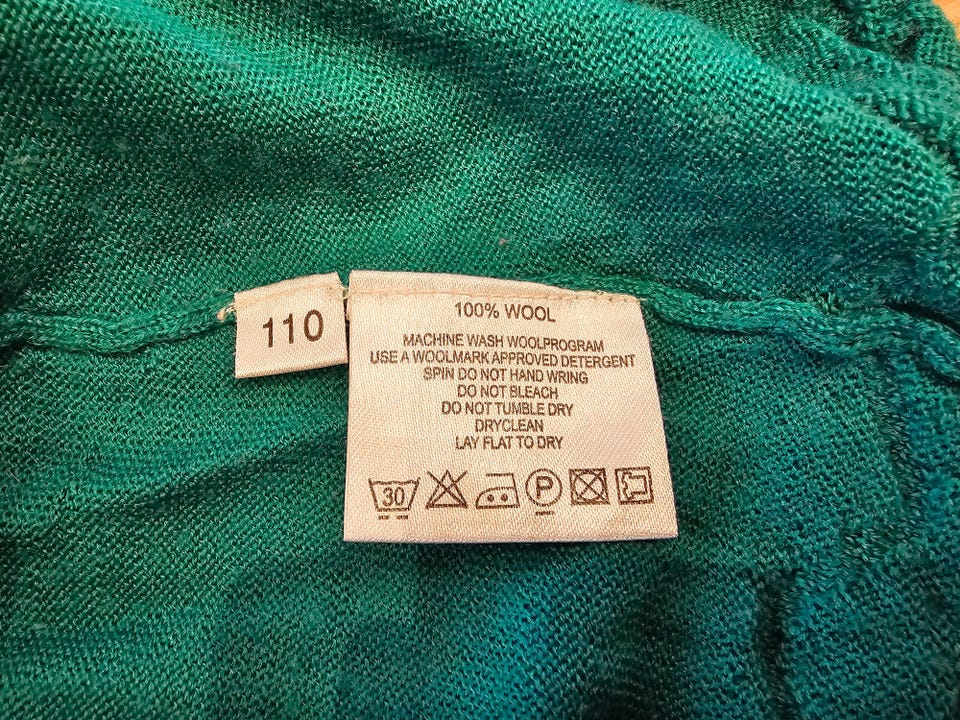 110
100% WOOL
MACHINE WASH WOOLPROGRAM
USE A WOOLMARK APPROVED DETERGENT
SPIN DO NOT HAND WRING
DO NOT BLEACH
DO NOT TUMBLE DRY
DRYCLEAN
LAY FLAT TO DRY
30 P